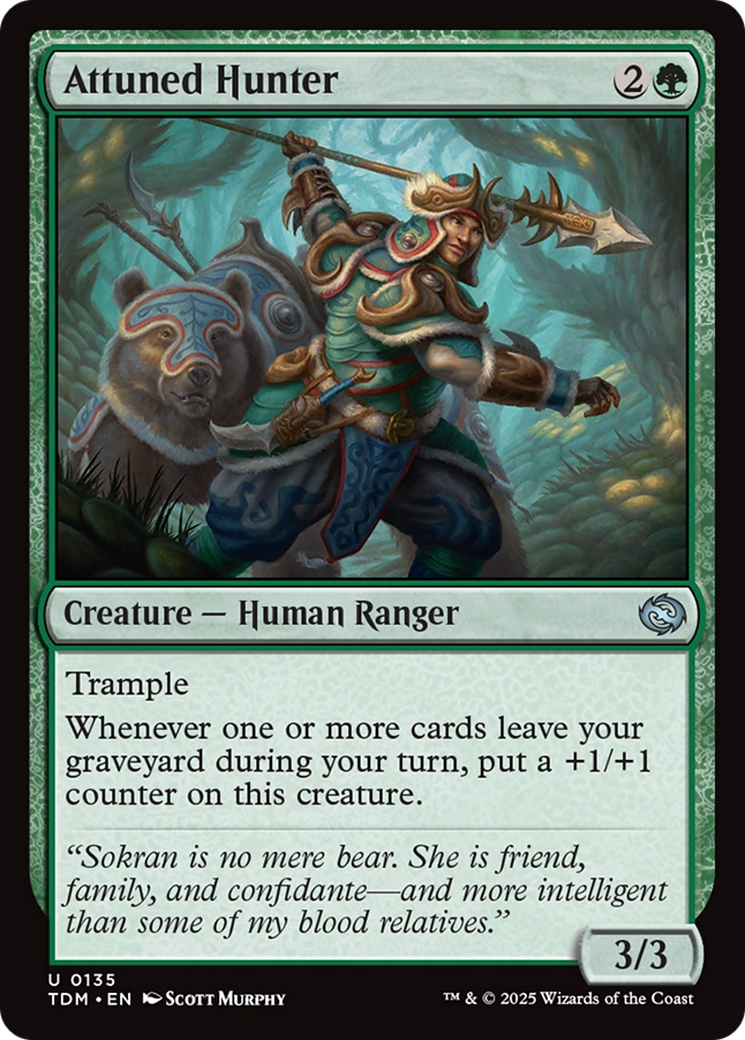 Attuned Hunter 2
Creature — Human Ranger
Trample
Whenever one or more cards leave your
graveyard during your turn, put a +1/+1
counter on this creature.
“Sokran is no mere bear. She is friend,
family, and confidante—and more intelligent
than some of my blood relatives.”
3/3
U 0135
TDM • EN Scott Murphy ™ & © 2025 Wizards of the Coast